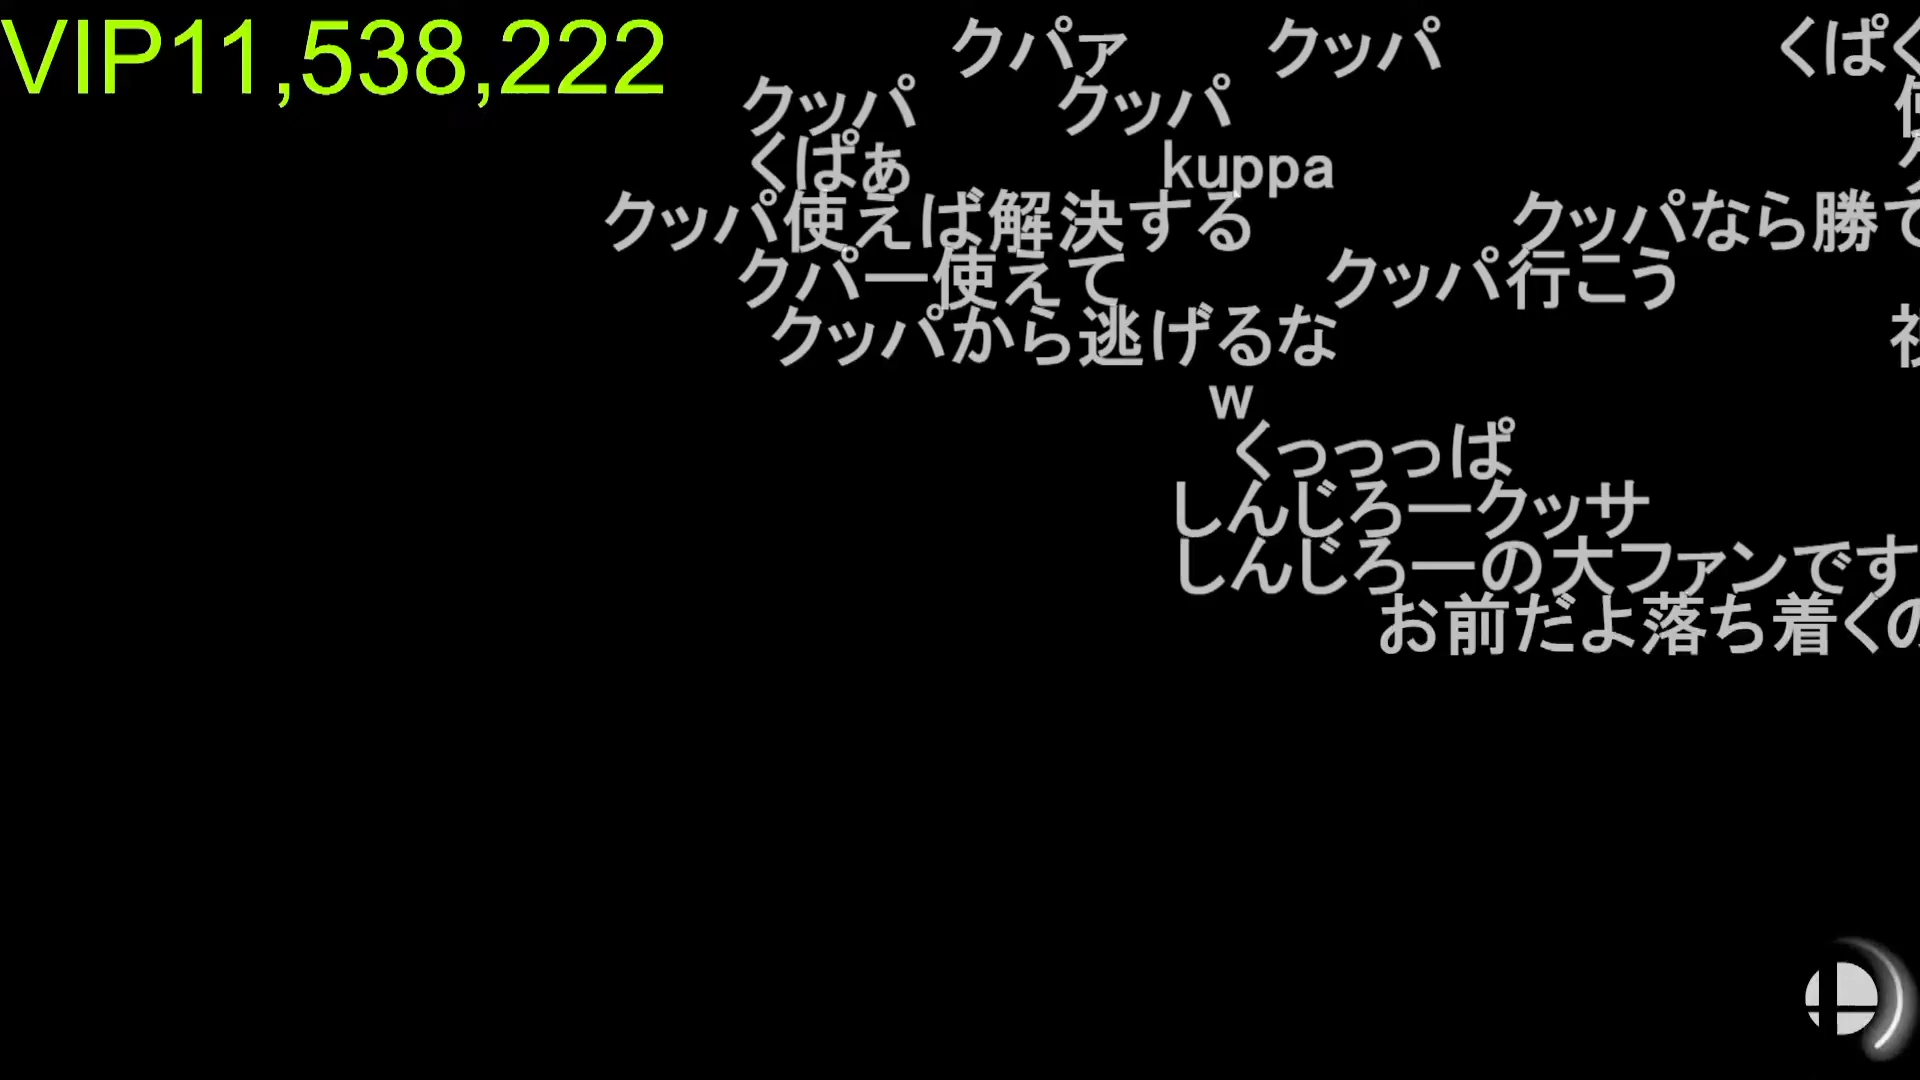 VIP11,538,222
クパァ クッパ くぱく
クッパ クッパ
くぱぁ kuppa
クッパ使えば解決する クッパなら勝て
クパー使えて クッパ行こう
クッパから逃げるな
w
くっっっぱ
しんじろークッサ
しんじろーの大ファンです
お前だよ落ち着くの